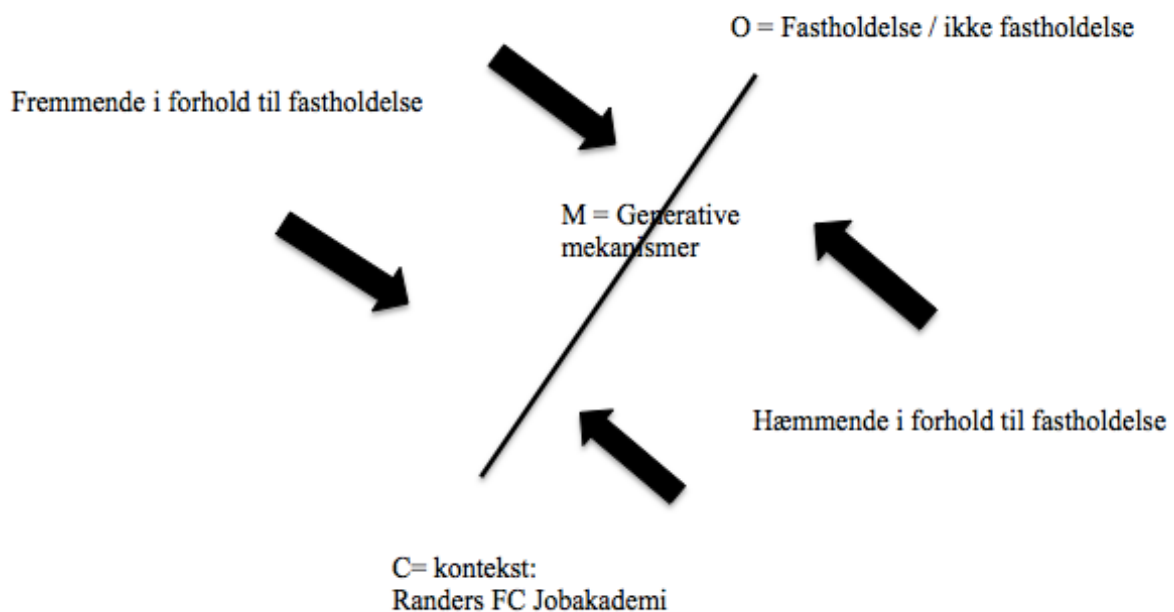 O = Fastholdelse / ikke fastholdelse
Fremmende i forhold til fastholdelse
M = Generative
mekanismer
Hæmmende i forhold til fastholdelse
C= kontekst:
Randers FC Jobakademi